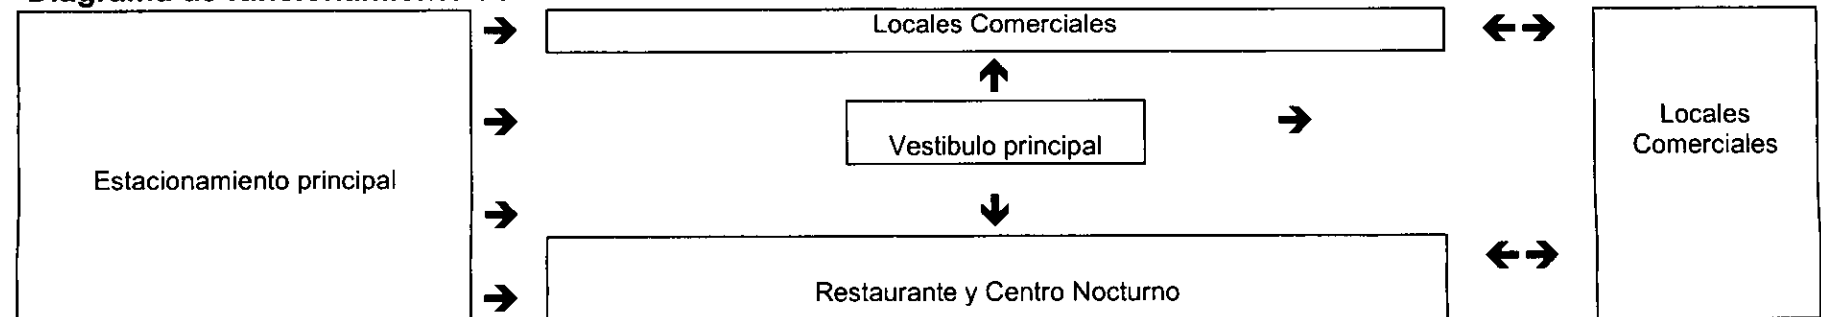 Locales Comerciales
Vestibulo principal
Locales
Comerciales
Estacionamiento principal
Restaurante y Centro Nocturno